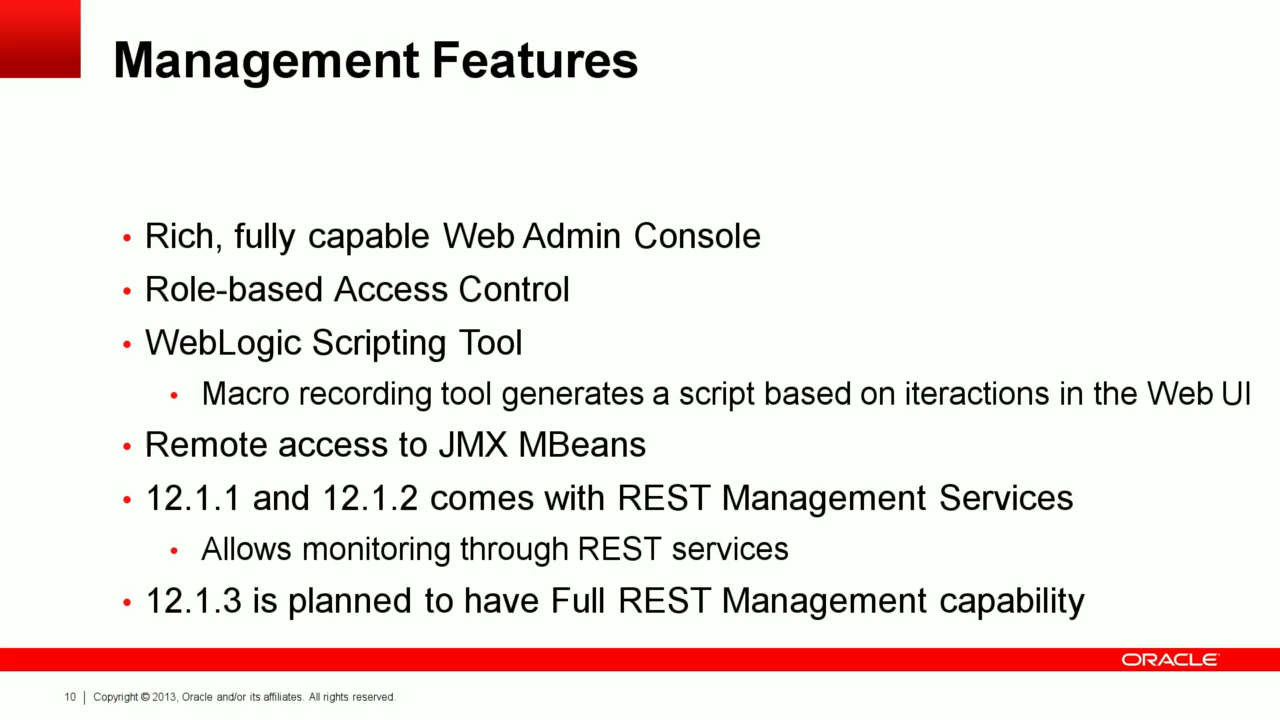 Management Features
• Rich, fully capable Web Admin Console
• Role-based Access Control
• WebLogic Scripting Tool
• Macro recording tool generates a script based on iteractions in the Web UI
• Remote access to JMX MBeans
• 12.1.1 and 12.1.2 comes with REST Management Services
• Allows monitoring through REST services
• 12.1.3 is planned to have Full REST Management capability
ORACLE
10 | Copyright © 2013, Oracle and/or its affiliates. All rights reserved.